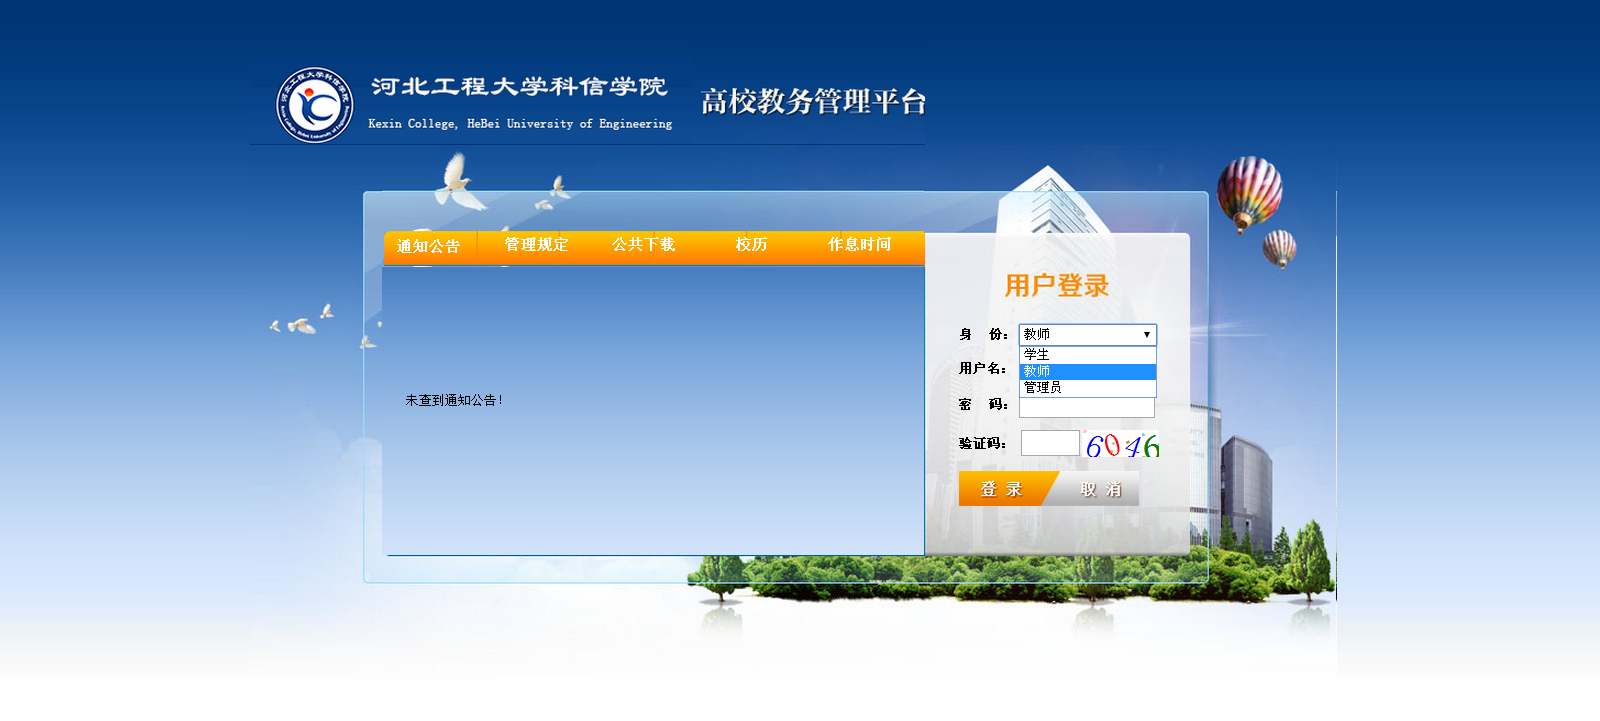 河北工程大学科信学院
Kexin College, HeBei University of Engineering
高校教务管理平台
通知公告 管理规定 公共下载 校历 作息时间
未查到通知公告!
用户登录
身 份: 教师
学生
教师
管理员
用户名:
密 码:
验证码: 6046
登 录 取 消